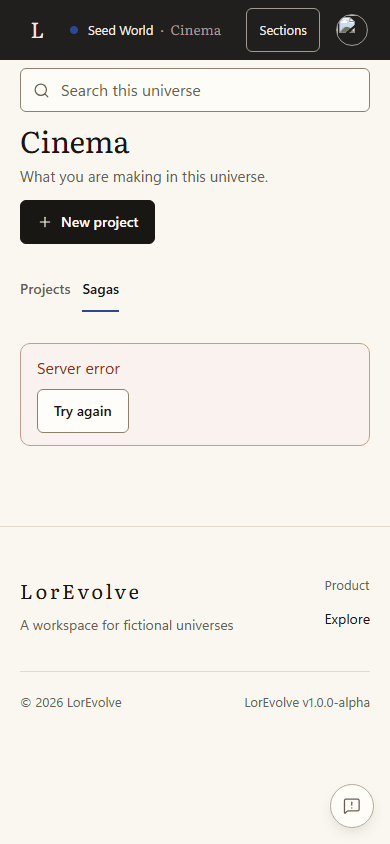 L
Seed World · Cinema
Sections
Search this universe
Cinema
What you are making in this universe.
New project
Projects
Sagas
Server error
Try again
LorEvolve
A workspace for fictional universes
Product
Explore
© 2026 LorEvolve
LorEvolve v1.0.0-alpha